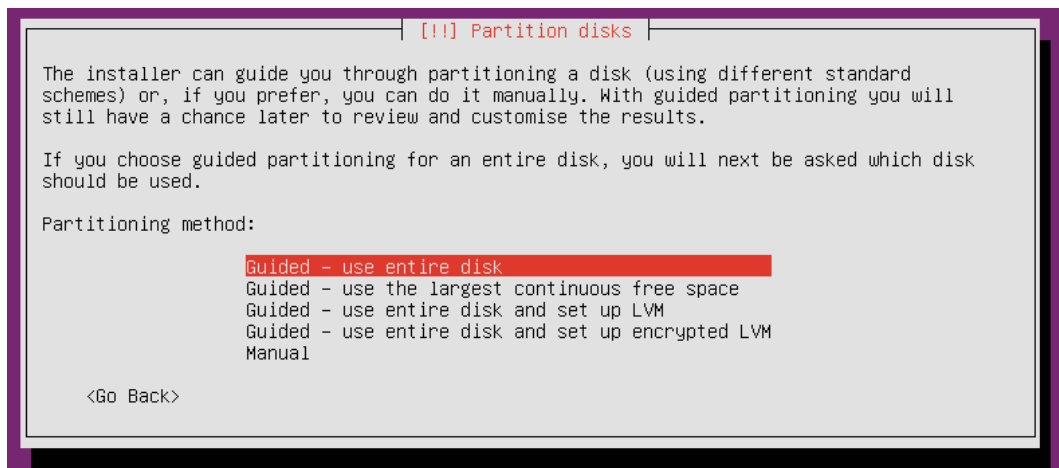 [!!] Partition disks
The installer can guide you through partitioning a disk (using different standard
schemes) or, if you prefer, you can do it manually. With guided partitioning you will
still have a chance later to review and customise the results.
If you choose guided partitioning for an entire disk, you will next be asked which disk
should be used.
Partitioning method:
Guided – use entire disk
Guided – use the largest continuous free space
Guided – use entire disk and set up LVM
Guided – use entire disk and set up encrypted LVM
Manual
<Go Back>